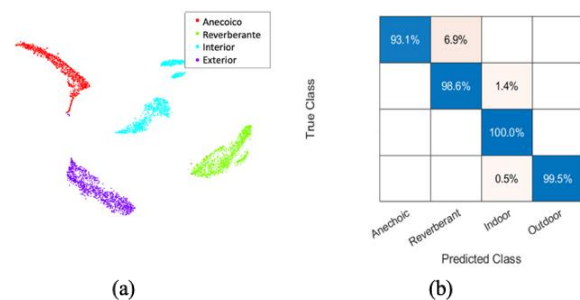 Anecoico
Reverberante
Interior
Exterior
(a)
True Class
93.1% 6.9%
98.6% 1.4%
100.0%
0.5% 99.5%
Anechoic Reverberant Indoor Outdoor
Predicted Class
(b)